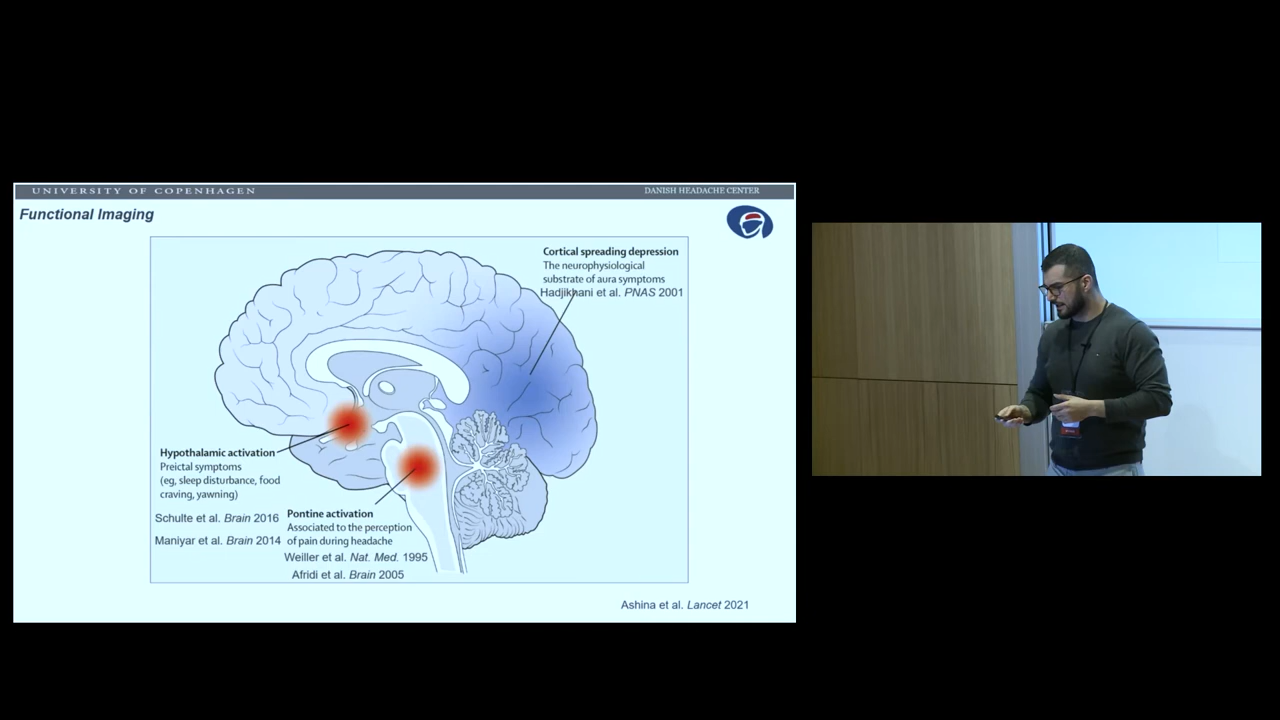 UNIVERSITY OF COPENHAGEN
DANISH HEADACHE CENTER
Functional Imaging
Cortical spreading depression
The neurophysiological
substrate of aura symptoms
Hadjikhani et al. PNAS 2001
Hypothalamic activation
Preictal symptoms
(eg, sleep disturbance, food
craving, yawning)
Schulte et al. Brain 2016
Maniyar et al. Brain 2014
Pontine activation
Associated to the perception
of pain during headache
Weiller et al. Nat. Med. 1995
Afridi et al. Brain 2005
Ashina et al. Lancet 2021